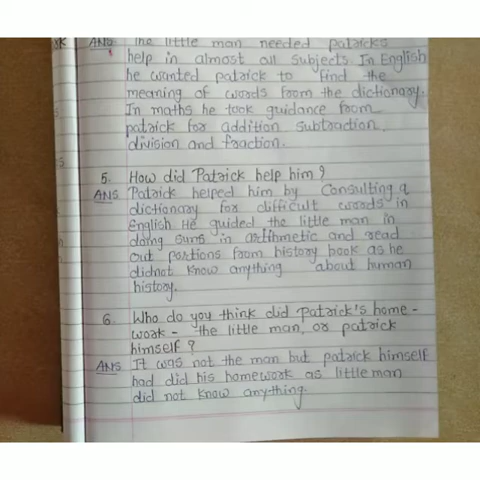 Ans The little man needed patricks
help in almost all subjects. In English
he wanted patrick to find the
meaning of words from the dictionary.
In maths he took guidance from
patrick for addition subtraction
division and fraction.
5. How did Patrick help him?
ANS Patrick helped him by Consulting a
dictionary for difficult words in
English. He guided the little man in
doing sums in arithmetic and read
out portions from history book as he
didnot know anything about human
history.
6. Who do you think did Patrick's home-
work - the little man, or patrick
himself?
ANS It was not the man but patrick himself
had did his homework as little man
did not know anything.